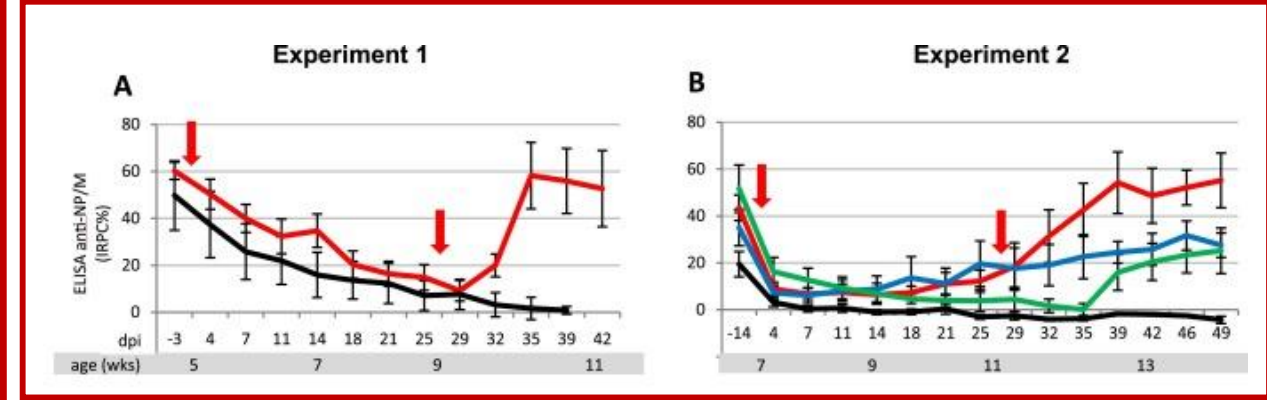 Experiment 1
A
ELISA anti-NP/M
(IRPC%)
80
60
40
20
0
dpi -3 4 7 11 14 18 21 25 29 32 35 39 42
age (wks) 5 7 9 11
Experiment 2
B
80
60
40
20
0
-14 4 7 11 14 18 21 25 29 32 35 39 42 46 49
7 9 11 13